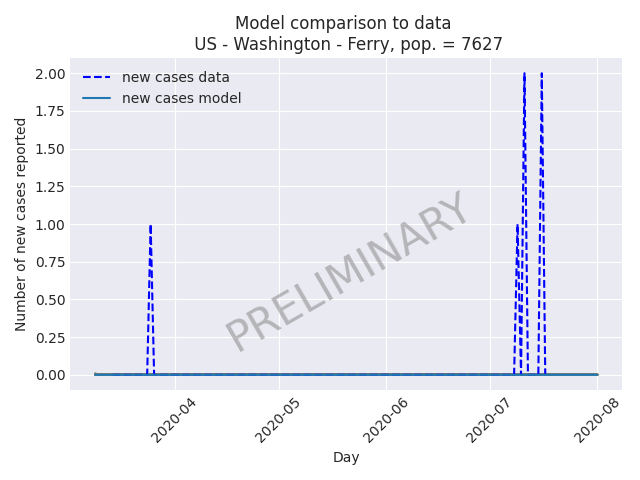 Model comparison to data
US - Washington - Ferry, pop. = 7627
new cases data
new cases model
Number of new cases reported
2.00
1.75
1.50
1.25
1.00
0.75
0.50
0.25
0.00
PRELIMINARY
2020-04
2020-05
2020-06
2020-07
2020-08
Day